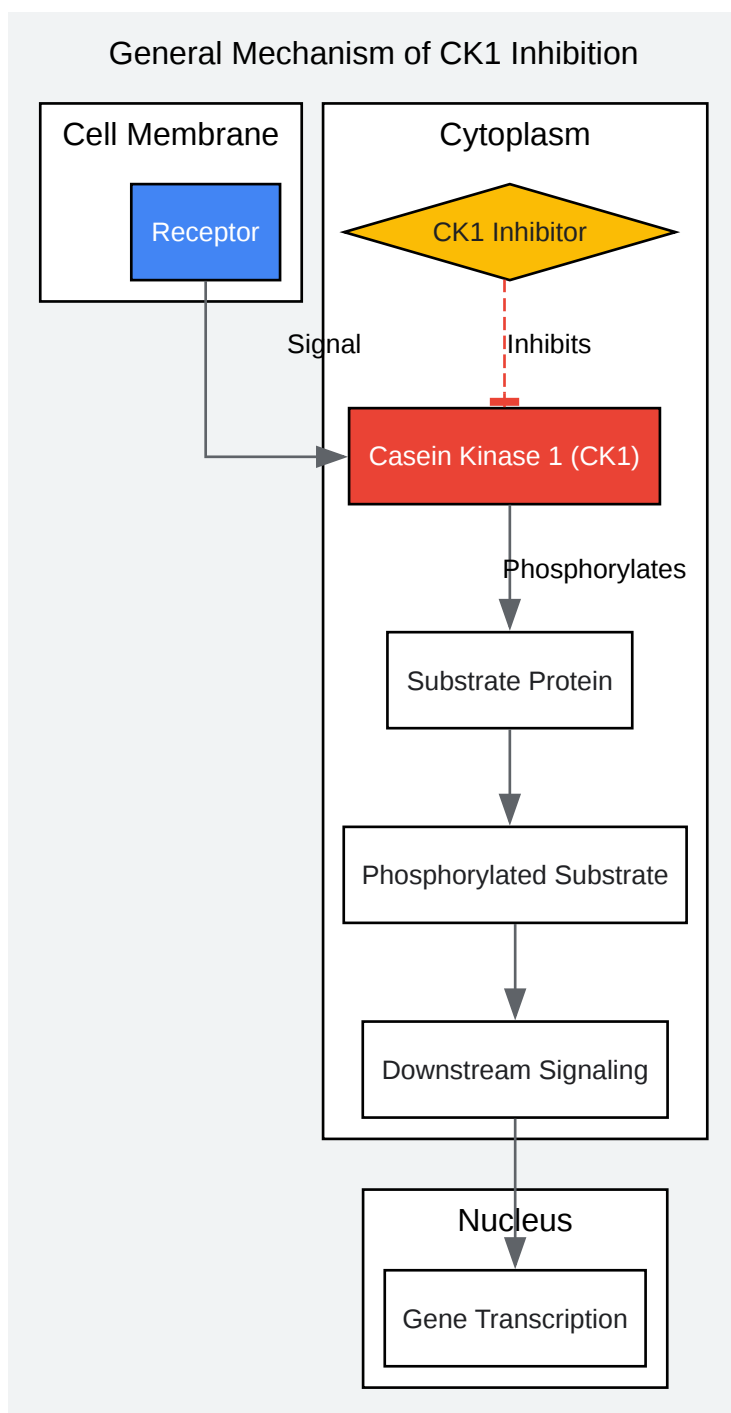 General Mechanism of CK1 Inhibition
Cell Membrane
Cytoplasm
Receptor
CK1 Inhibitor
Signal
Inhibits
Casein Kinase 1 (CK1)
Phosphorylates
Substrate Protein
Phosphorylated Substrate
Downstream Signaling
Nucleus
Gene Transcription